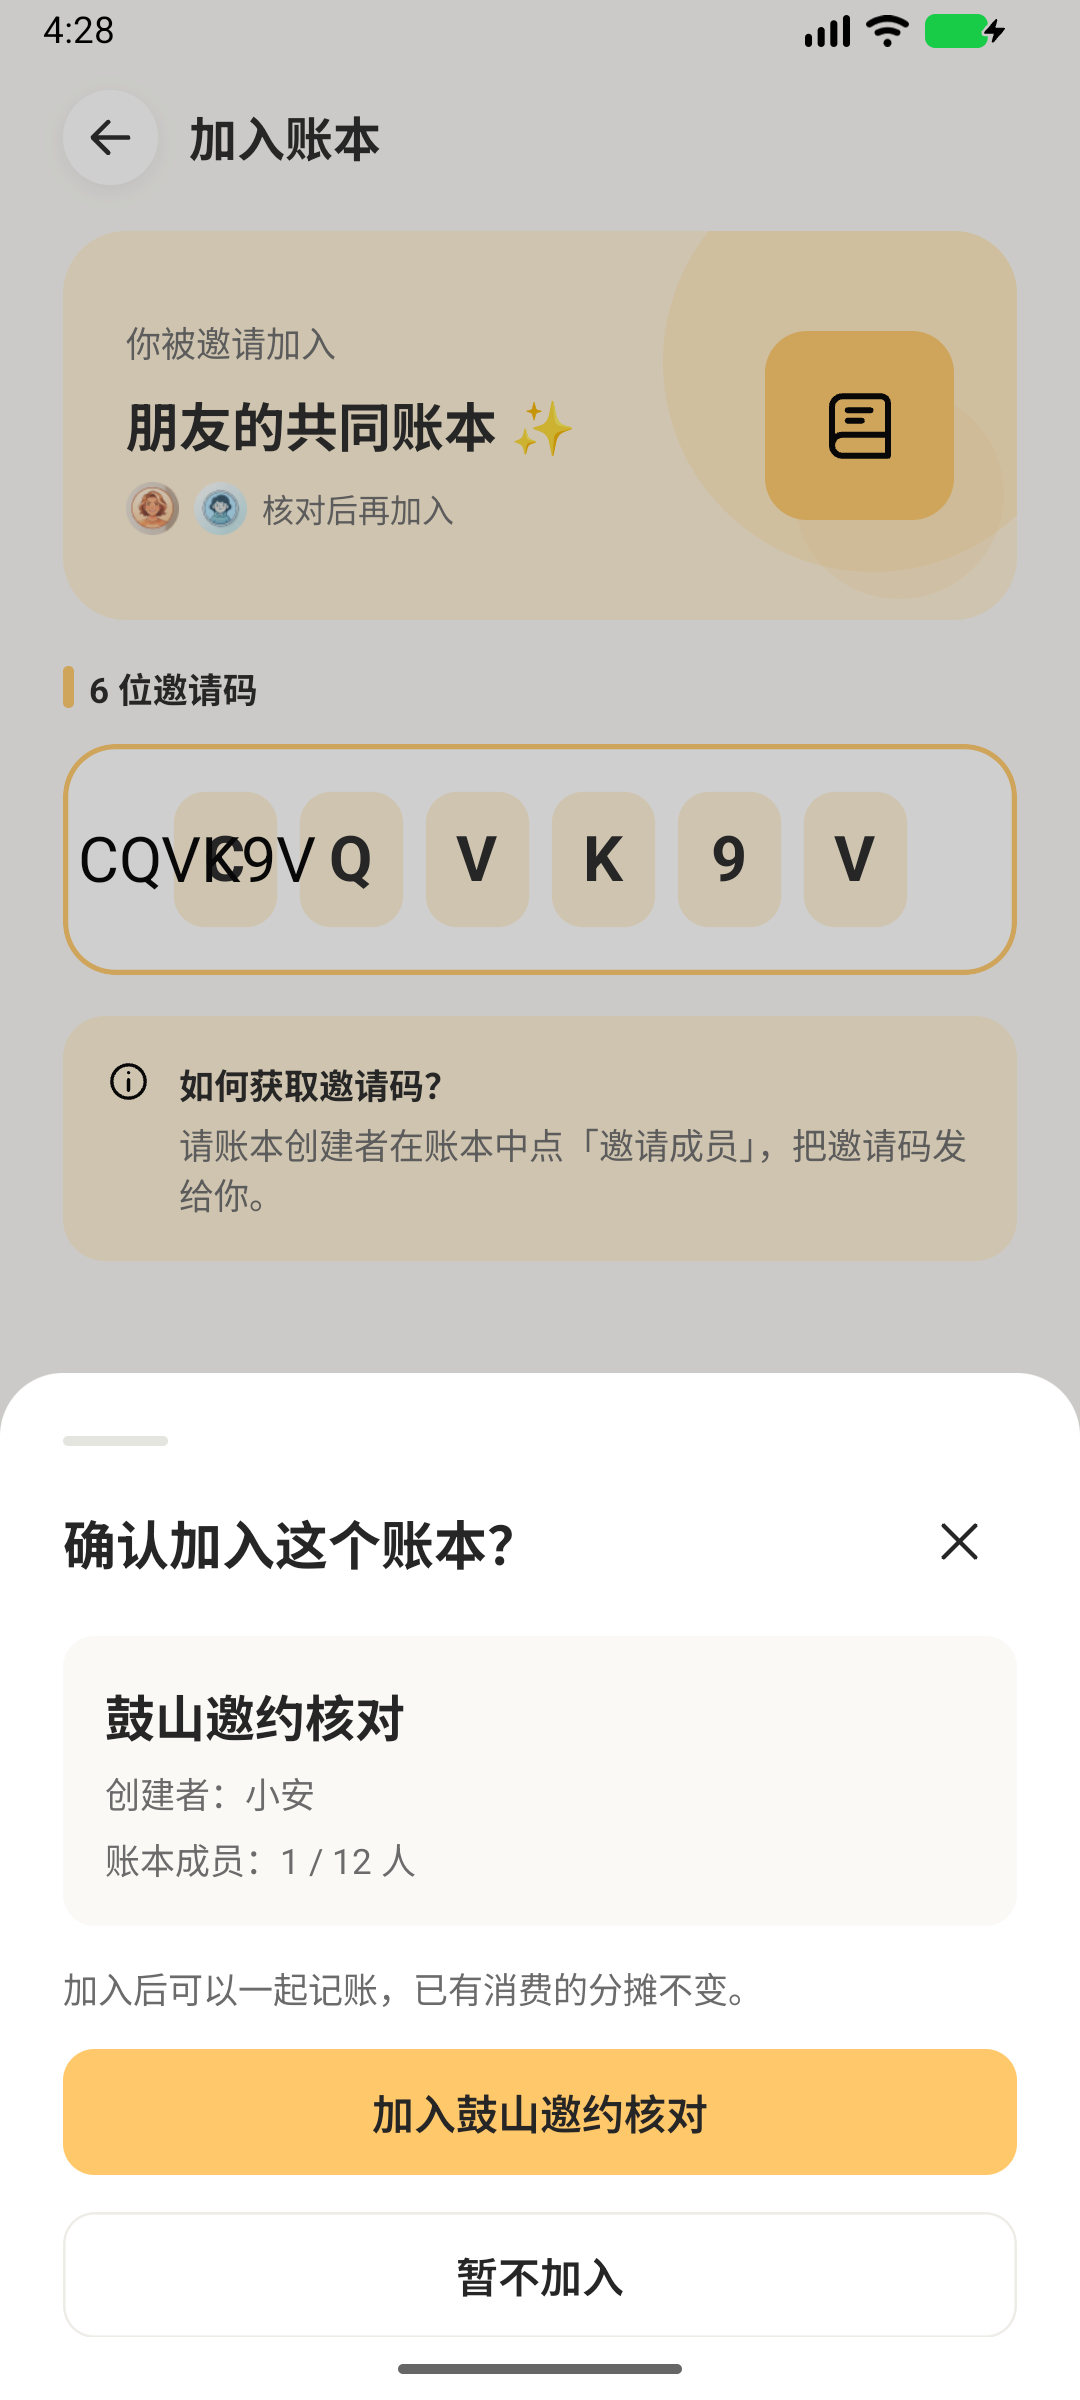 4:28
加入账本
你被邀请加入
朋友的共同账本 ✨
核对后再加入
6 位邀请码
CQVK9V
C Q V K 9 V
如何获取邀请码?
请账本创建者在账本中点「邀请成员」，把邀请码发
给你。
确认加入这个账本?
鼓山邀约核对
创建者：小安
账本成员：1 / 12 人
加入后可以一起记账，已有消费的分摊不变。
加入鼓山邀约核对
暂不加入